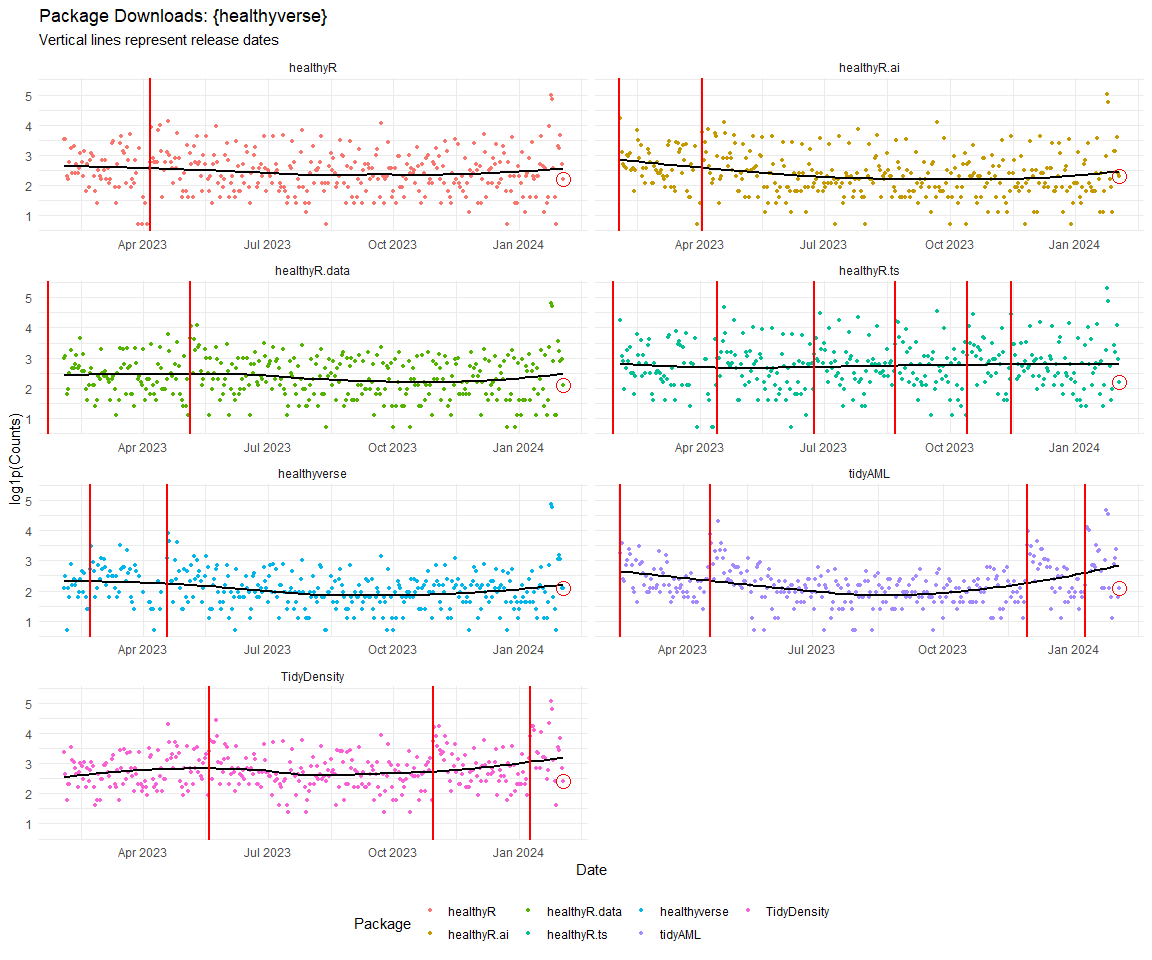 Package Downloads: {healthyverse}
Vertical lines represent release dates
healthyR
healthyR.ai
5
4
3
2
1
Apr 2023 Jul 2023 Oct 2023 Jan 2024
Apr 2023 Jul 2023 Oct 2023 Jan 2024
healthyR.data
healthyR.ts
5
4
3
2
1
Apr 2023 Jul 2023 Oct 2023 Jan 2024
Apr 2023 Jul 2023 Oct 2023 Jan 2024
log1p(Counts)
healthyverse
tidyAML
5
4
3
2
1
Apr 2023 Jul 2023 Oct 2023 Jan 2024
Apr 2023 Jul 2023 Oct 2023 Jan 2024
TidyDensity
5
4
3
2
1
Apr 2023 Jul 2023 Oct 2023 Jan 2024
Date
Package
healthyR healthyR.data healthyverse TidyDensity
healthyR.ai healthyR.ts tidyAML